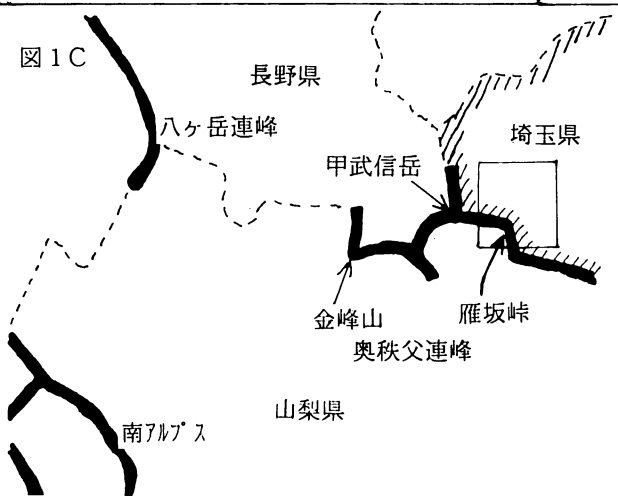 図1C
長野県
八ヶ岳連峰
埼玉県
甲武信岳
金峰山
雁坂峠
奥秩父連峰
山梨県
南ｱﾙﾌﾟｽ